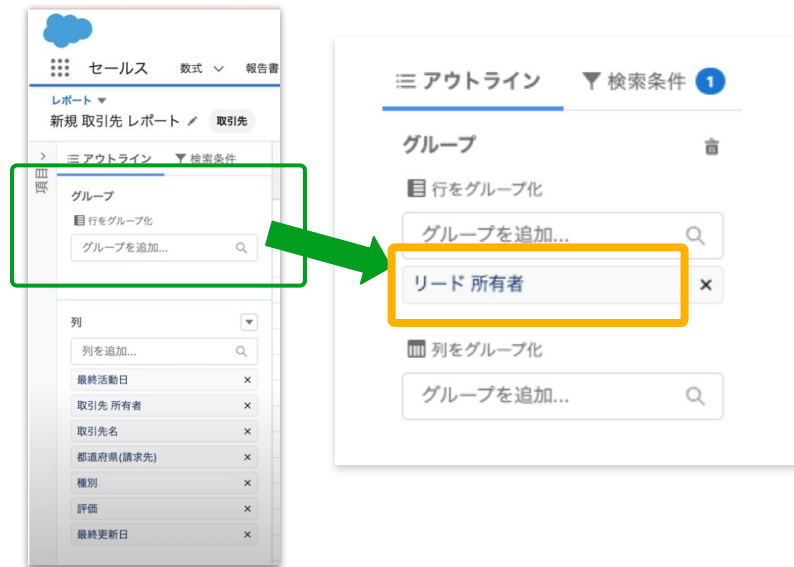 セールス 数式 報告書
レポート
新規 取引先 レポート 取引先
アウトライン 検索条件
項目
グループ
行をグループ化
グループを追加...
列
列を追加...
最終活動日
取引先 所有者
取引先名
都道府県(請求先)
種別
評価
最終更新日
アウトライン 検索条件 1
グループ
行をグループ化
グループを追加...
リード 所有者
列をグループ化
グループを追加...